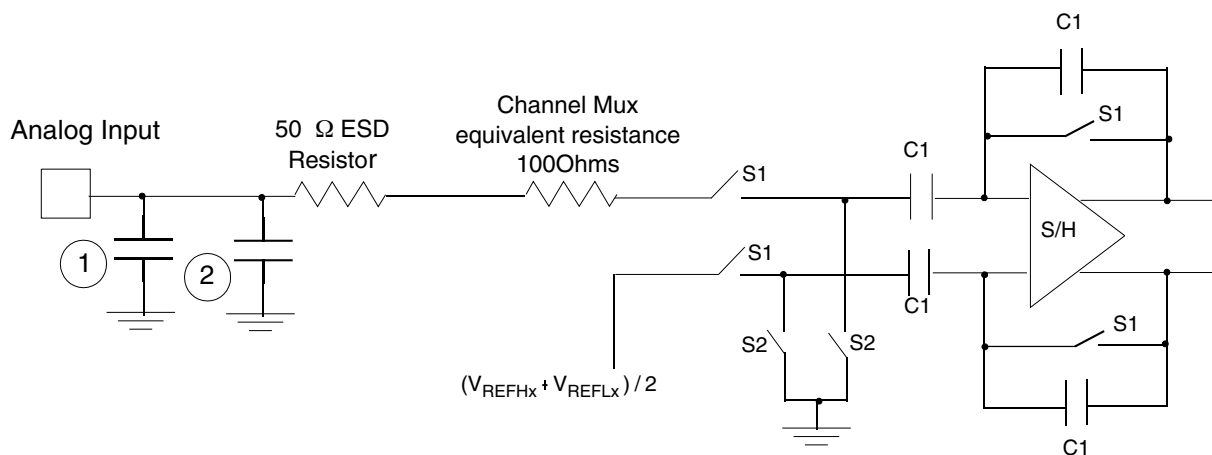 C1
Analog Input
50 Ω ESD
Resistor
Channel Mux
equivalent resistance
100Ohms
S1
C1
S1
S/H
1
2
S1
C1
S2
S2
S1
(VREFHx + VREFLx) / 2
C1